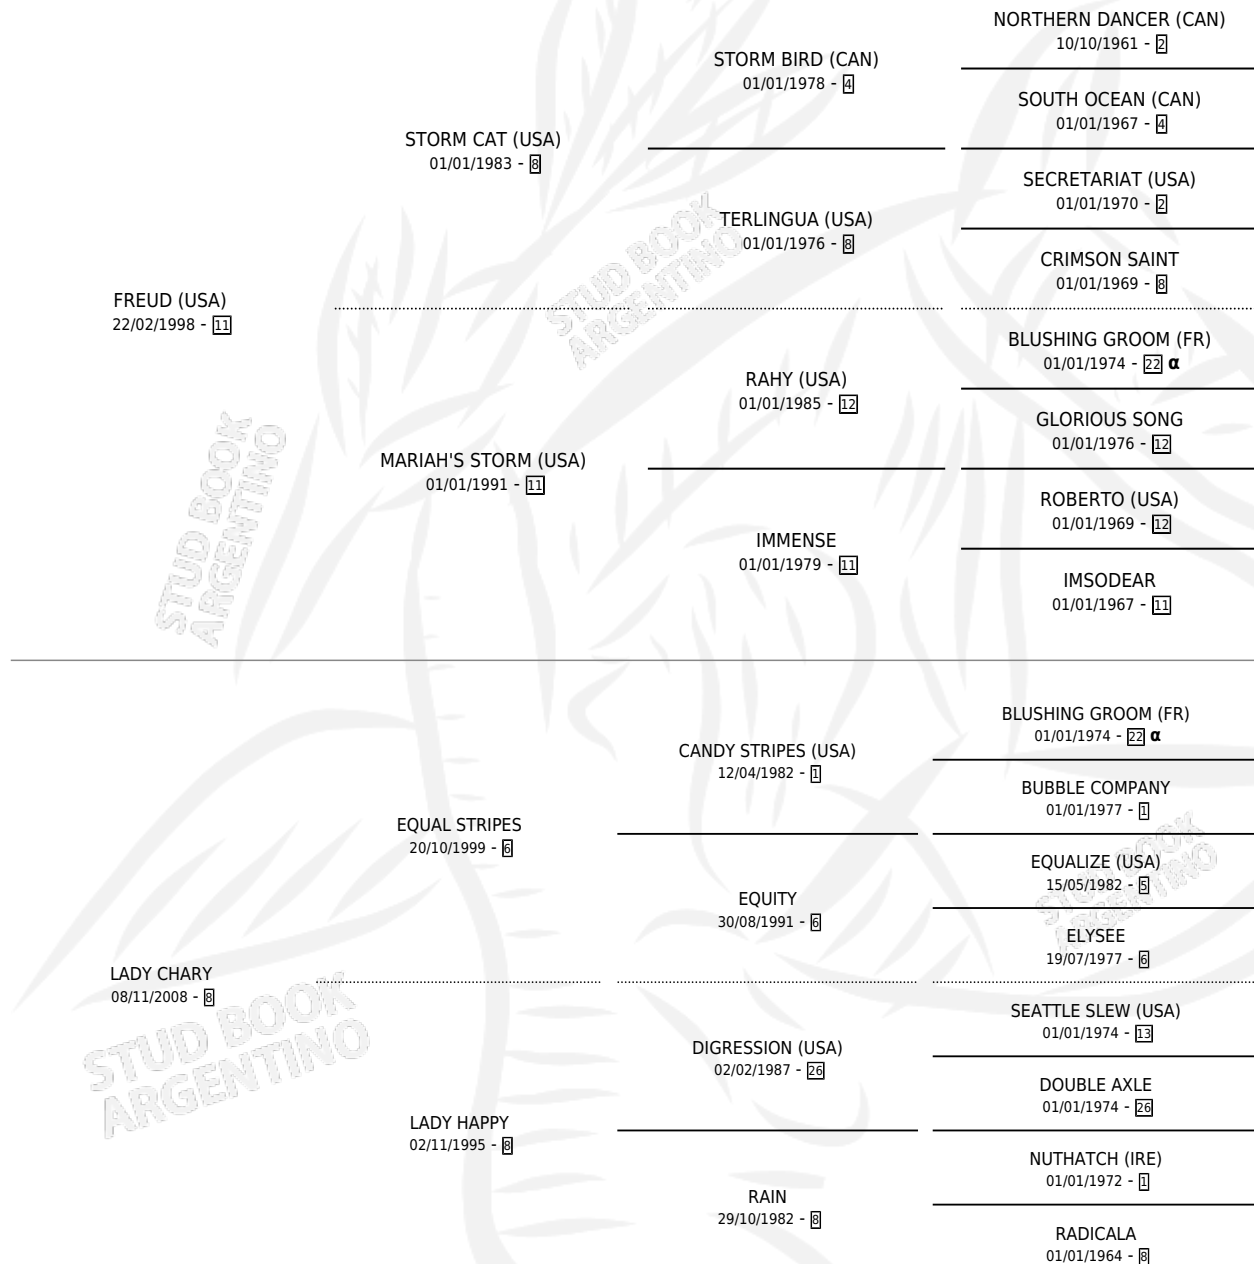 NORTHERN DANCER (CAN)
10/10/1961 - 2
STORM BIRD (CAN)
01/01/1978 - 4
SOUTH OCEAN (CAN)
01/01/1967 - 4
STORM CAT (USA)
01/01/1983 - 8
SECRETARIAT (USA)
01/01/1970 - 2
TERLINGUA (USA)
01/01/1976 - 8
CRIMSON SAINT
01/01/1969 - 8
FREUD (USA)
22/02/1998 - 11
BLUSHING GROOM (FR)
01/01/1974 - 22 α
RAHY (USA)
01/01/1985 - 12
GLORIOUS SONG
01/01/1976 - 12
MARIAH'S STORM (USA)
01/01/1991 - 11
ROBERTO (USA)
01/01/1969 - 12
IMMENSE
01/01/1979 - 11
IMSODEAR
01/01/1967 - 11
BLUSHING GROOM (FR)
01/01/1974 - 22 α
CANDY STRIPES (USA)
12/04/1982 - 1
BUBBLE COMPANY
01/01/1977 - 1
EQUAL STRIPES
20/10/1999 - 6
EQUALIZE (USA)
15/05/1982 - 5
EQUITY
30/08/1991 - 6
ELYSEE
19/07/1977 - 6
LADY CHARY
08/11/2008 - 8
SEATTLE SLEW (USA)
01/01/1974 - 13
DIGRESSION (USA)
02/02/1987 - 26
DOUBLE AXLE
01/01/1974 - 26
LADY HAPPY
02/11/1995 - 8
NUTHATCH (IRE)
01/01/1972 - 1
RAIN
29/10/1982 - 8
RADICALA
01/01/1964 - 8
STUD BOOK
ARGENTINO
STUD BOOK
ARGENTINO
STUD BOOK
ARGENTINO
STUD BOOK
ARGENTINO